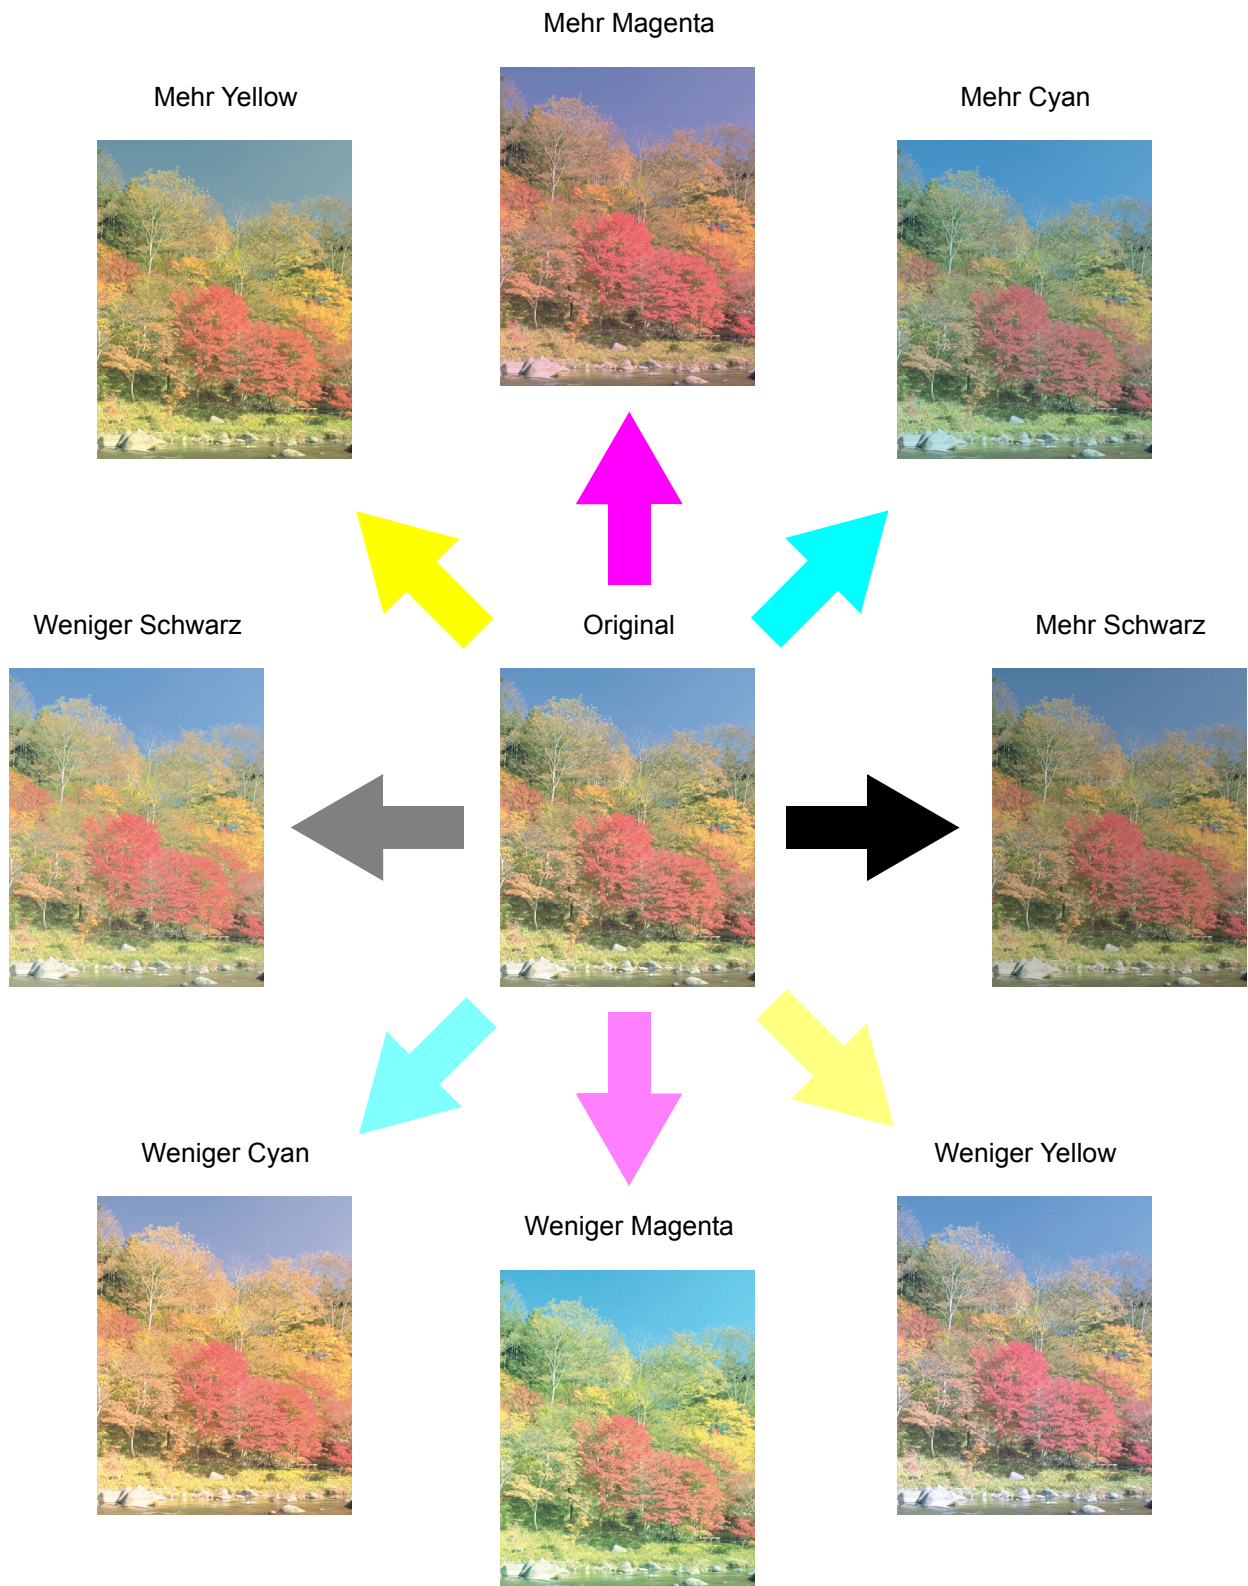 Mehr Magenta
Mehr Yellow
Mehr Cyan
Weniger Schwarz
Original
Mehr Schwarz
Weniger Cyan
Weniger Yellow
Weniger Magenta